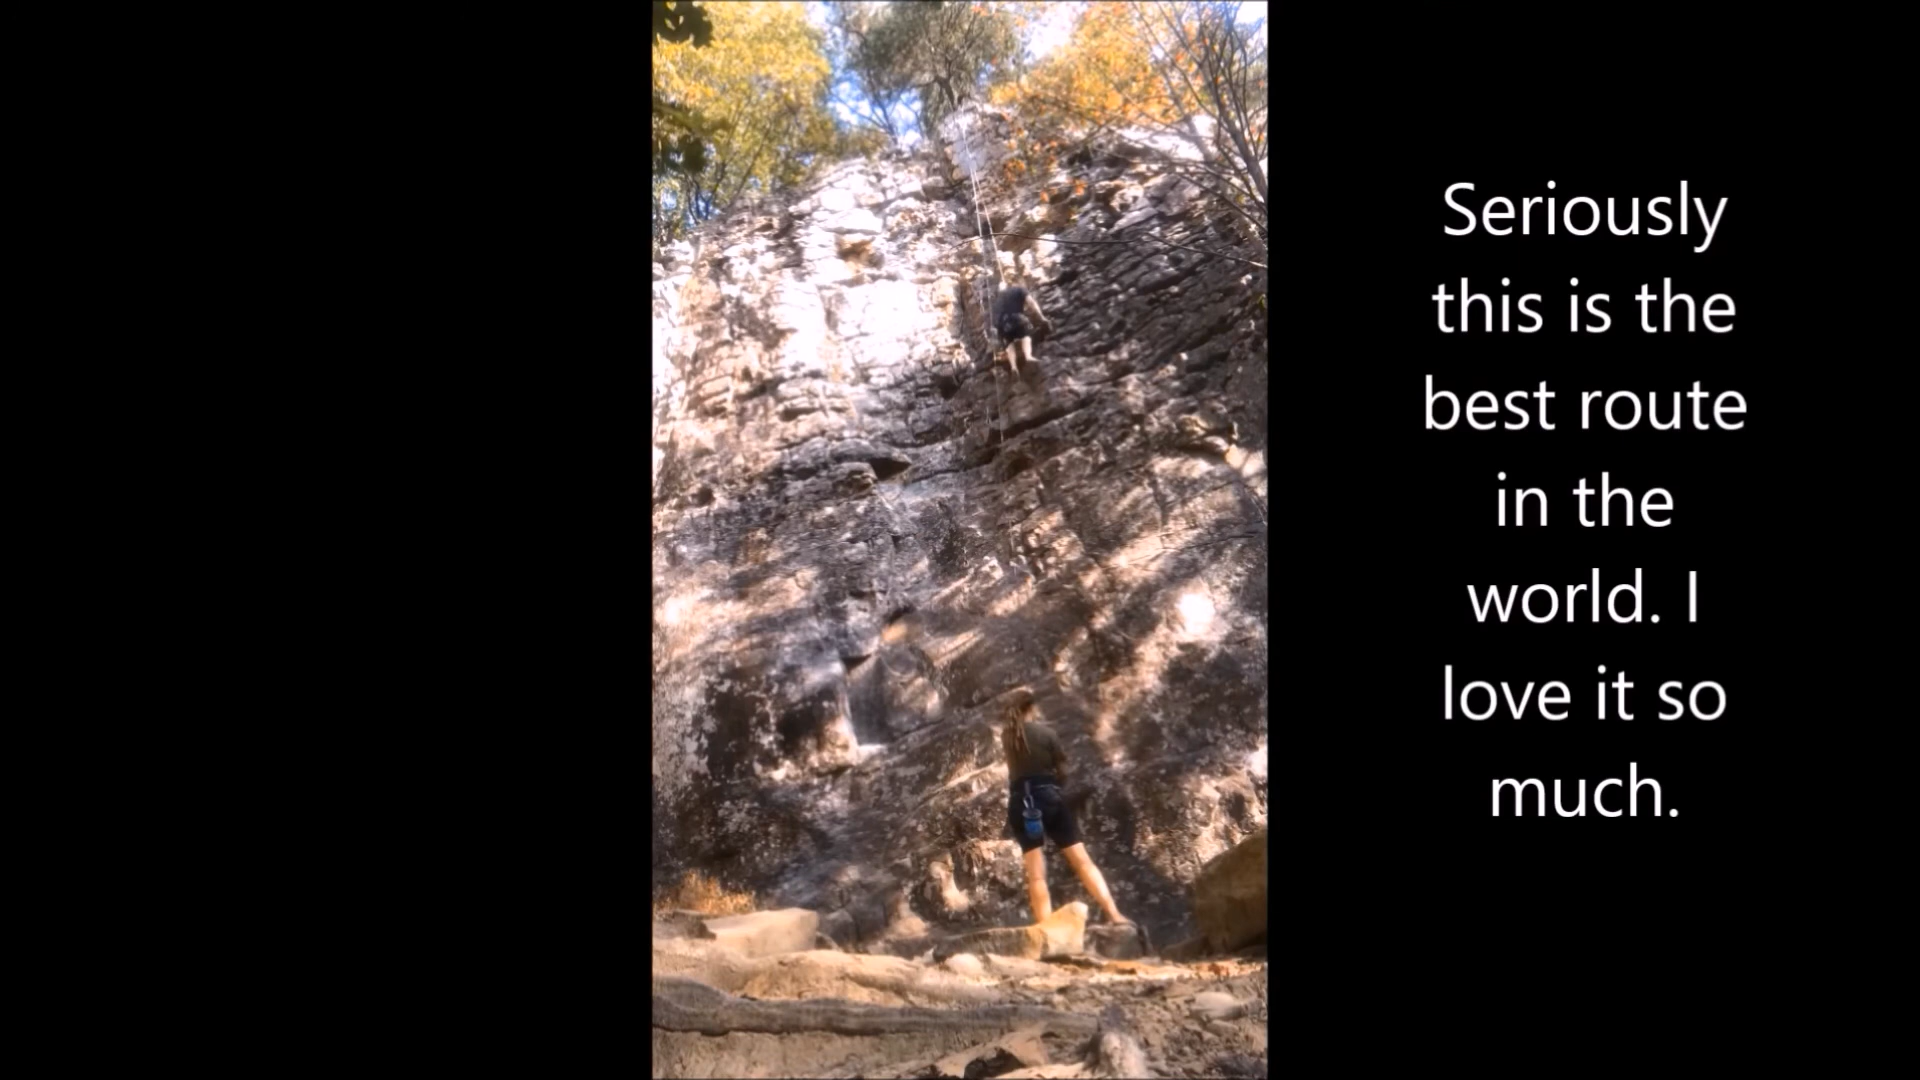 Seriously
this is the
best route
in the
world. I
love it so
much.